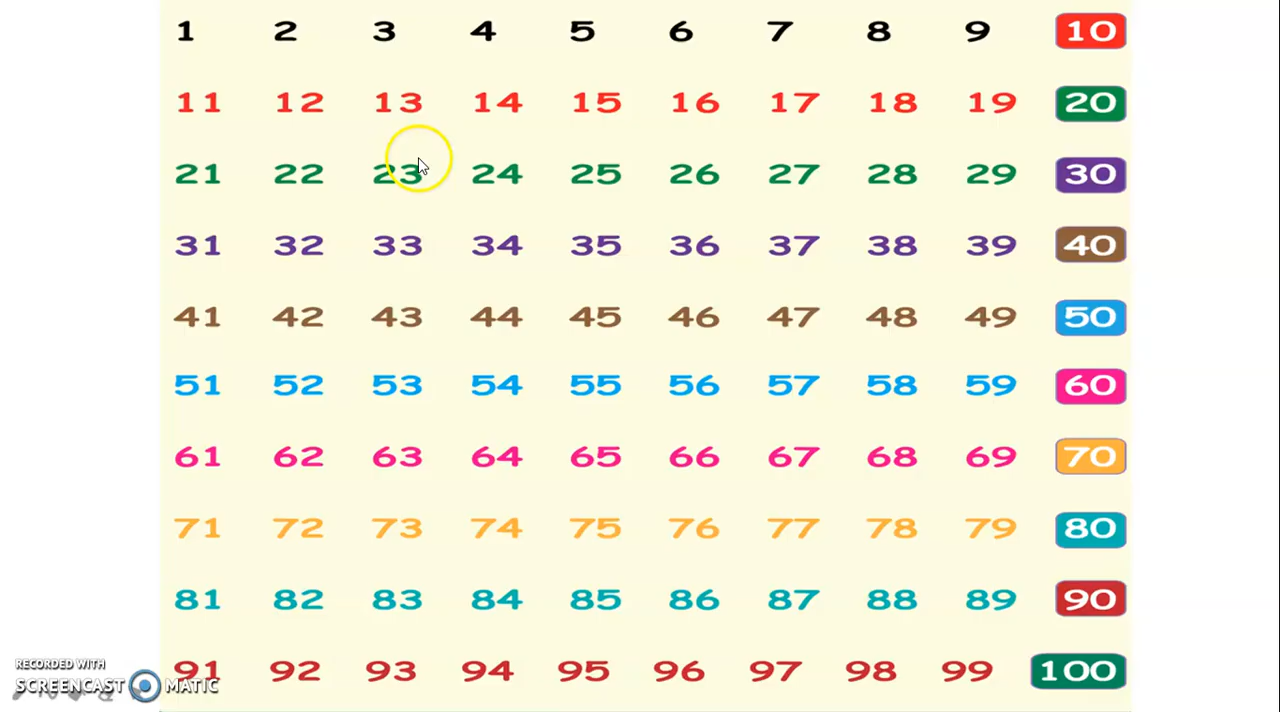 1 2 3 4 5 6 7 8 9 10
11 12 13 14 15 16 17 18 19 20
21 22 23 24 25 26 27 28 29 30
31 32 33 34 35 36 37 38 39 40
41 42 43 44 45 46 47 48 49 50
51 52 53 54 55 56 57 58 59 60
61 62 63 64 65 66 67 68 69 70
71 72 73 74 75 76 77 78 79 80
81 82 83 84 85 86 87 88 89 90
91 92 93 94 95 96 97 98 99 100
RECORDED WITH
SCREENCAST MATIC